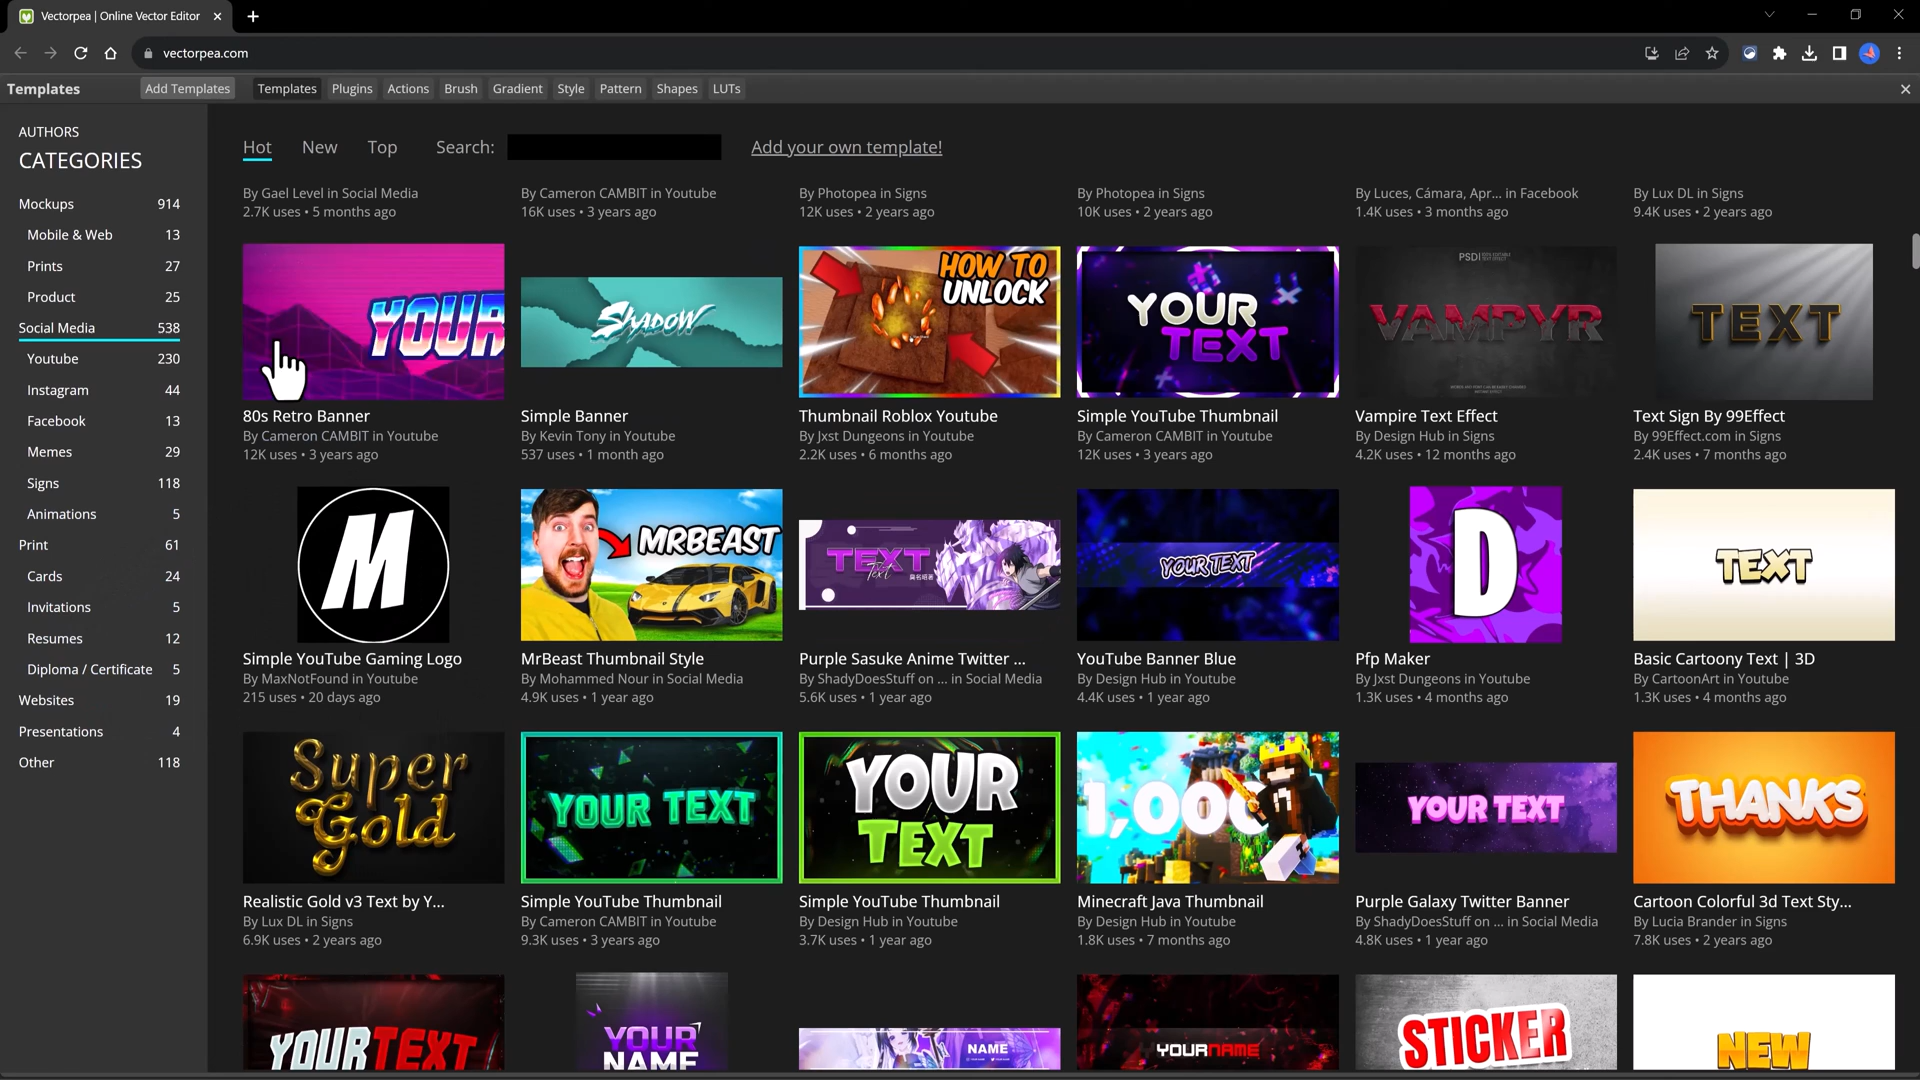 Vectorpea | Online Vector Editor
vectorpea.com
Templates
Add Templates
Templates
Plugins
Actions
Brush
Gradient
Style
Pattern
Shapes
LUTs
AUTHORS
CATEGORIES
Mockups 914
Mobile & Web 13
Prints 27
Product 25
Social Media 538
Youtube 230
Instagram 44
Facebook 13
Memes 29
Signs 118
Animations 5
Print 61
Cards 24
Invitations 5
Resumes 12
Diploma / Certificate 5
Websites 19
Presentations 4
Other 118
Hot New Top Search: Add your own template!
By Gael Level in Social Media
2.7K uses • 5 months ago
By Cameron CAMBIT in Youtube
16K uses • 3 years ago
By Photopea in Signs
12K uses • 2 years ago
By Photopea in Signs
10K uses • 2 years ago
By Luces, Cámara, Apr... in Facebook
1.4K uses • 3 months ago
By Lux DL in Signs
9.4K uses • 2 years ago
YOUR
80s Retro Banner
By Cameron CAMBIT in Youtube
12K uses • 3 years ago
SHADOW
Simple Banner
By Kevin Tony in Youtube
537 uses • 1 month ago
HOW TO
UNLOCK
Thumbnail Roblox Youtube
By Jxst Dungeons in Youtube
2.2K uses • 6 months ago
YOUR
TEXT
Simple YouTube Thumbnail
By Cameron CAMBIT in Youtube
12K uses • 3 years ago
PSD
VAMPYR
Vampire Text Effect
By Design Hub in Signs
4.2K uses • 12 months ago
TEXT
Text Sign By 99Effect
By 99Effect.com in Signs
2.4K uses • 7 months ago
M
Simple YouTube Gaming Logo
By MaxNotFound in Youtube
215 uses • 20 days ago
MRBEAST
MrBeast Thumbnail Style
By Mohammed Nour in Social Media
4.9K uses • 1 year ago
TEXT
Text
Purple Sasuke Anime Twitter ...
By ShadyDoesStuff on ... in Social Media
5.6K uses • 1 year ago
YOUR TEXT
YouTube Banner Blue
By Design Hub in Youtube
4.4K uses • 1 year ago
D
Pfp Maker
By Jxst Dungeons in Youtube
1.3K uses • 4 months ago
TEXT
Basic Cartoony Text | 3D
By CartoonArt in Youtube
1.3K uses • 4 months ago
Super
Gold
Realistic Gold v3 Text by Y...
By Lux DL in Signs
6.9K uses • 2 years ago
YOUR TEXT
Simple YouTube Thumbnail
By Cameron CAMBIT in Youtube
9.3K uses • 3 years ago
YOUR
TEXT
Simple YouTube Thumbnail
By Design Hub in Youtube
3.7K uses • 1 year ago
1,000
Minecraft Java Thumbnail
By Design Hub in Youtube
1.8K uses • 7 months ago
YOUR TEXT
Purple Galaxy Twitter Banner
By ShadyDoesStuff on ... in Social Media
4.8K uses • 1 year ago
THANKS
Cartoon Colorful 3d Text Sty...
By Lucia Brander in Signs
7.8K uses • 2 years ago
YOUR TEXT
YOUR
NAME
NAME
YOURNAME
STICKER
NEW